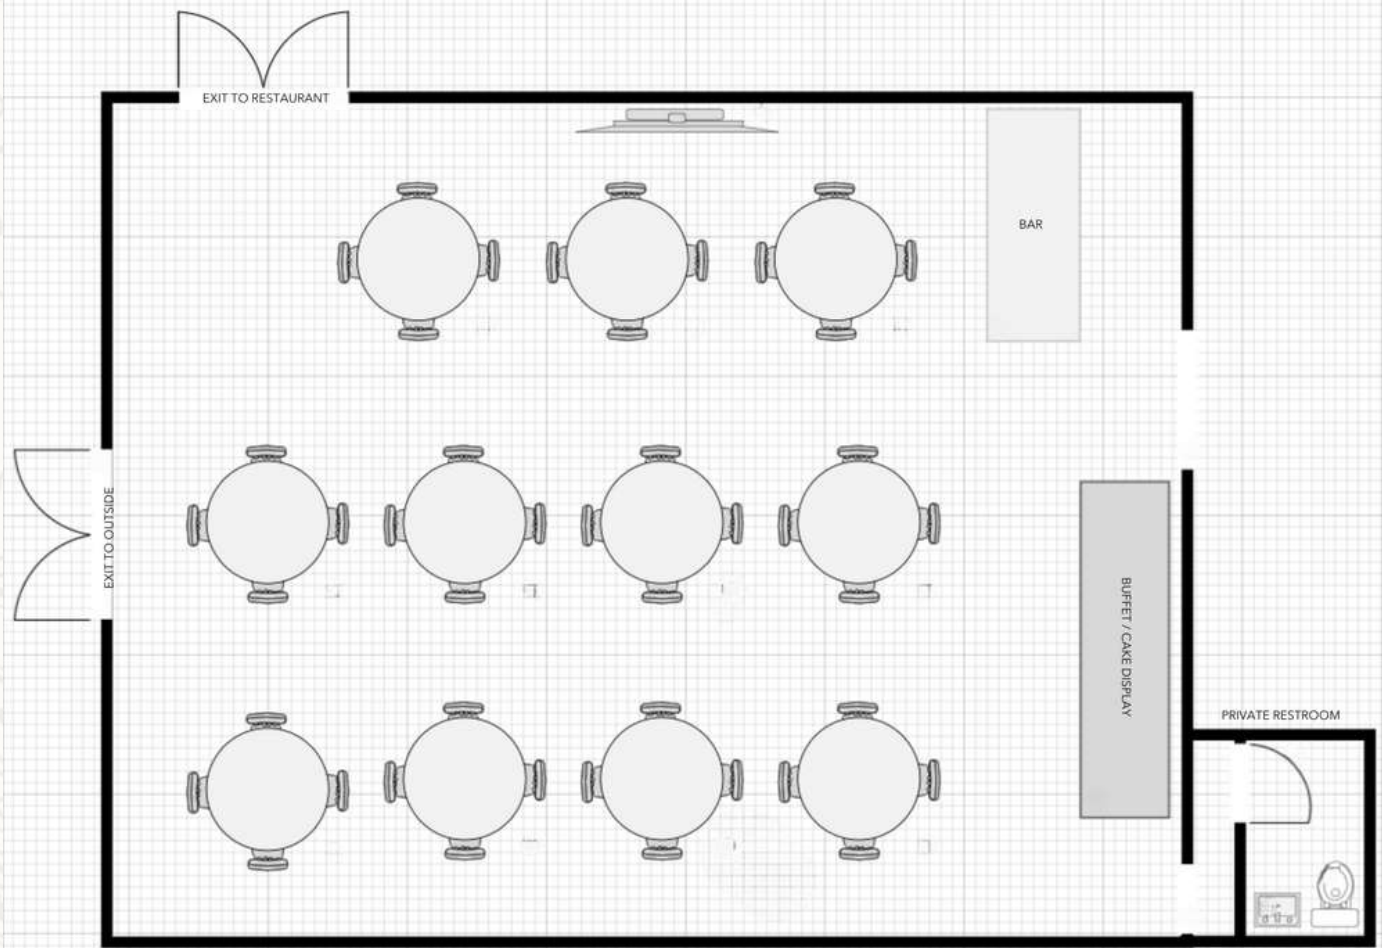 EXIT TO RESTAURANT
BAR
EXIT TO OUTSIDE
BUFFET / CAKE DISPLAY
PRIVATE RESTROOM